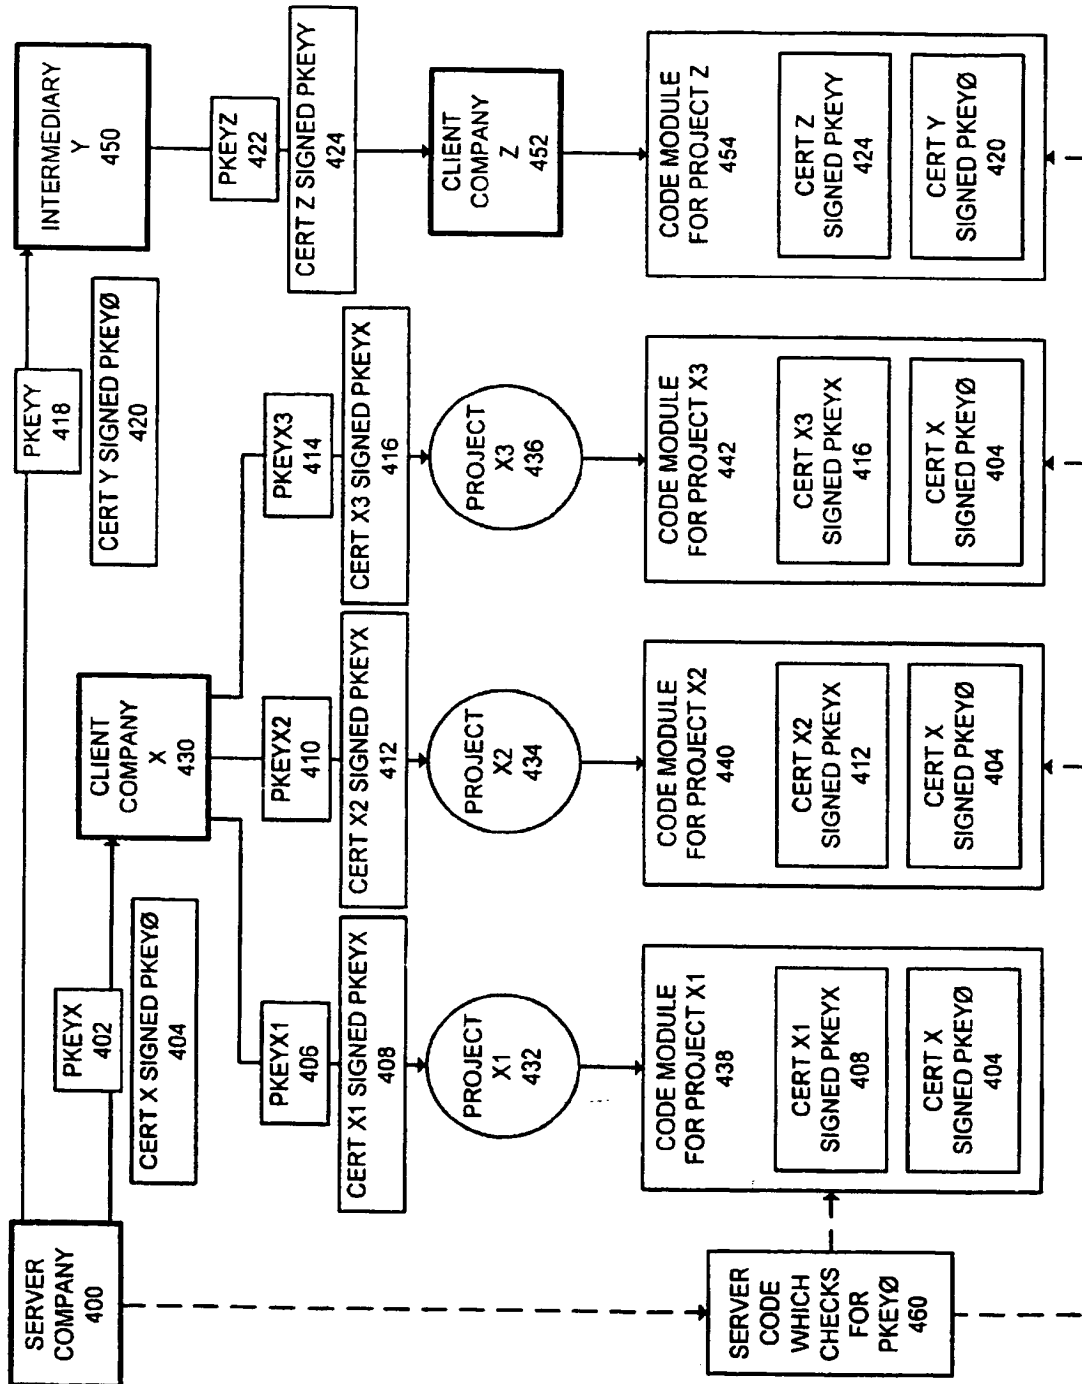 SERVER
COMPANY
400
PKEYX
402
CERT X SIGNED PKEYØ
404
CLIENT
COMPANY
X
430
PKEYY
418
CERT Y SIGNED PKEYØ
420
INTERMEDIARY
Y
450
PKEYX1
406
CERT X1 SIGNED PKEYX
408
PKEYX2
410
CERT X2 SIGNED PKEYX
412
PKEYX3
414
CERT X3 SIGNED PKEYX
416
PKEYZ
422
CERT Z SIGNED PKEYY
424
PROJECT
X1
432
PROJECT
X2
434
PROJECT
X3
436
CLIENT
COMPANY
Z
452
SERVER
CODE
WHICH
CHECKS
FOR
PKEYØ
460
CODE MODULE
FOR PROJECT X1
438
CERT X1
SIGNED PKEYX
408
CERT X
SIGNED PKEYØ
404
CODE MODULE
FOR PROJECT X2
440
CERT X2
SIGNED PKEYX
412
CERT X
SIGNED PKEYØ
404
CODE MODULE
FOR PROJECT X3
442
CERT X3
SIGNED PKEYX
416
CERT X
SIGNED PKEYØ
404
CODE MODULE
FOR PROJECT Z
454
CERT Z
SIGNED PKEYY
424
CERT Y
SIGNED PKEYØ
420